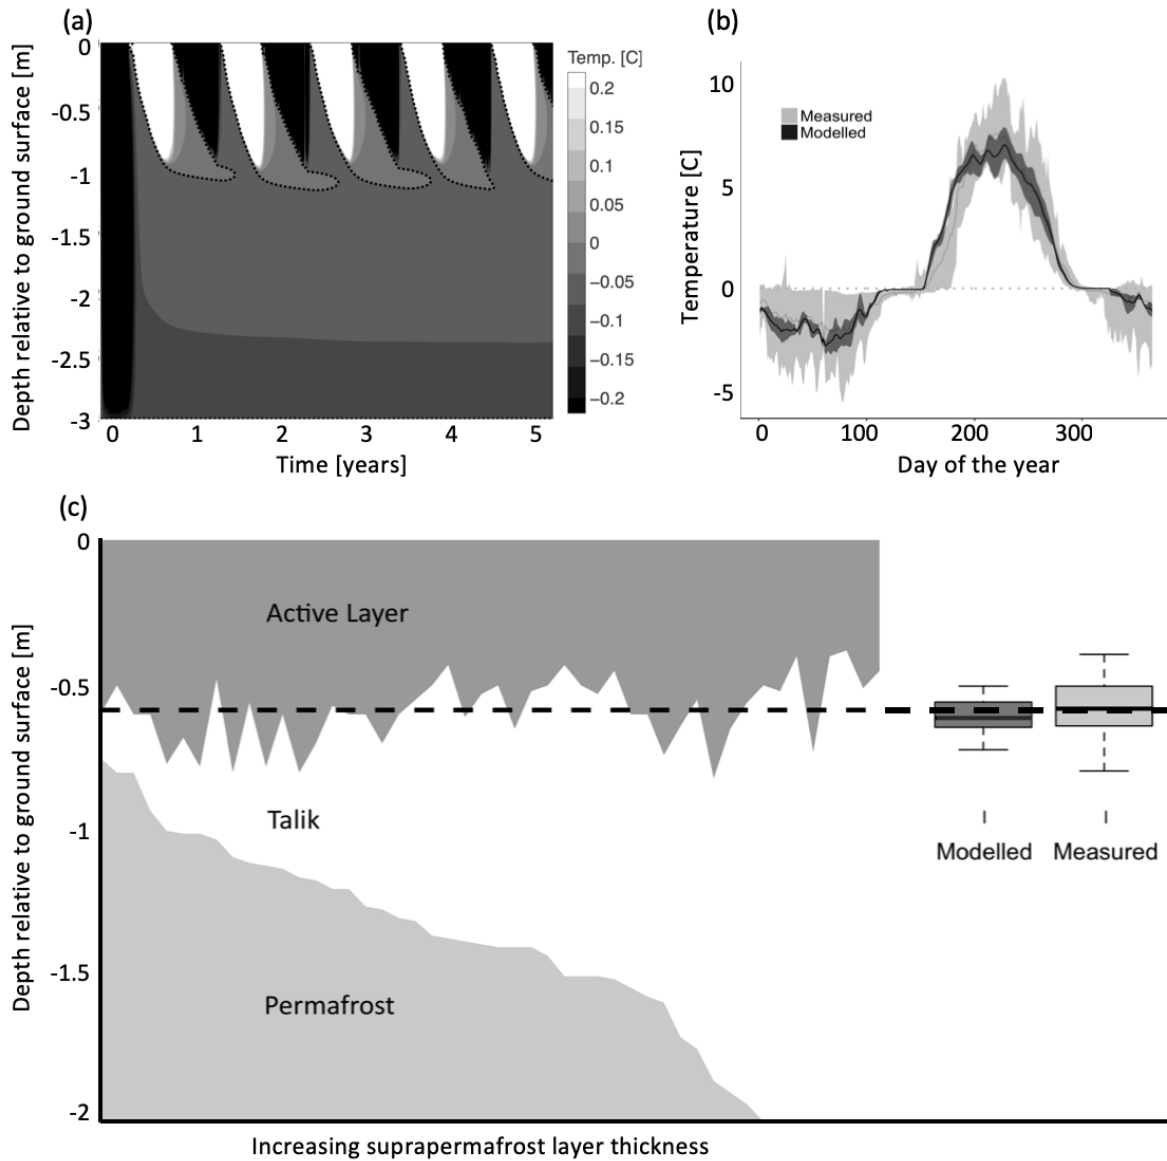 (a)
Depth relative to ground surface [m]
0
-0.5
-1
-1.5
-2
-2.5
-3
0 1 2 3 4 5
Time [years]
Temp. [C]
0.2
0.15
0.1
0.05
0
−0.05
−0.1
−0.15
−0.2
(b)
Temperature [C]
10
5
0
-5
Measured
Modelled
0 100 200 300
Day of the year
(c)
Depth relative to ground surface [m]
0
-0.5
-1
-1.5
-2
Active Layer
Talik
Permafrost
Modelled Measured
Increasing suprapermafrost layer thickness